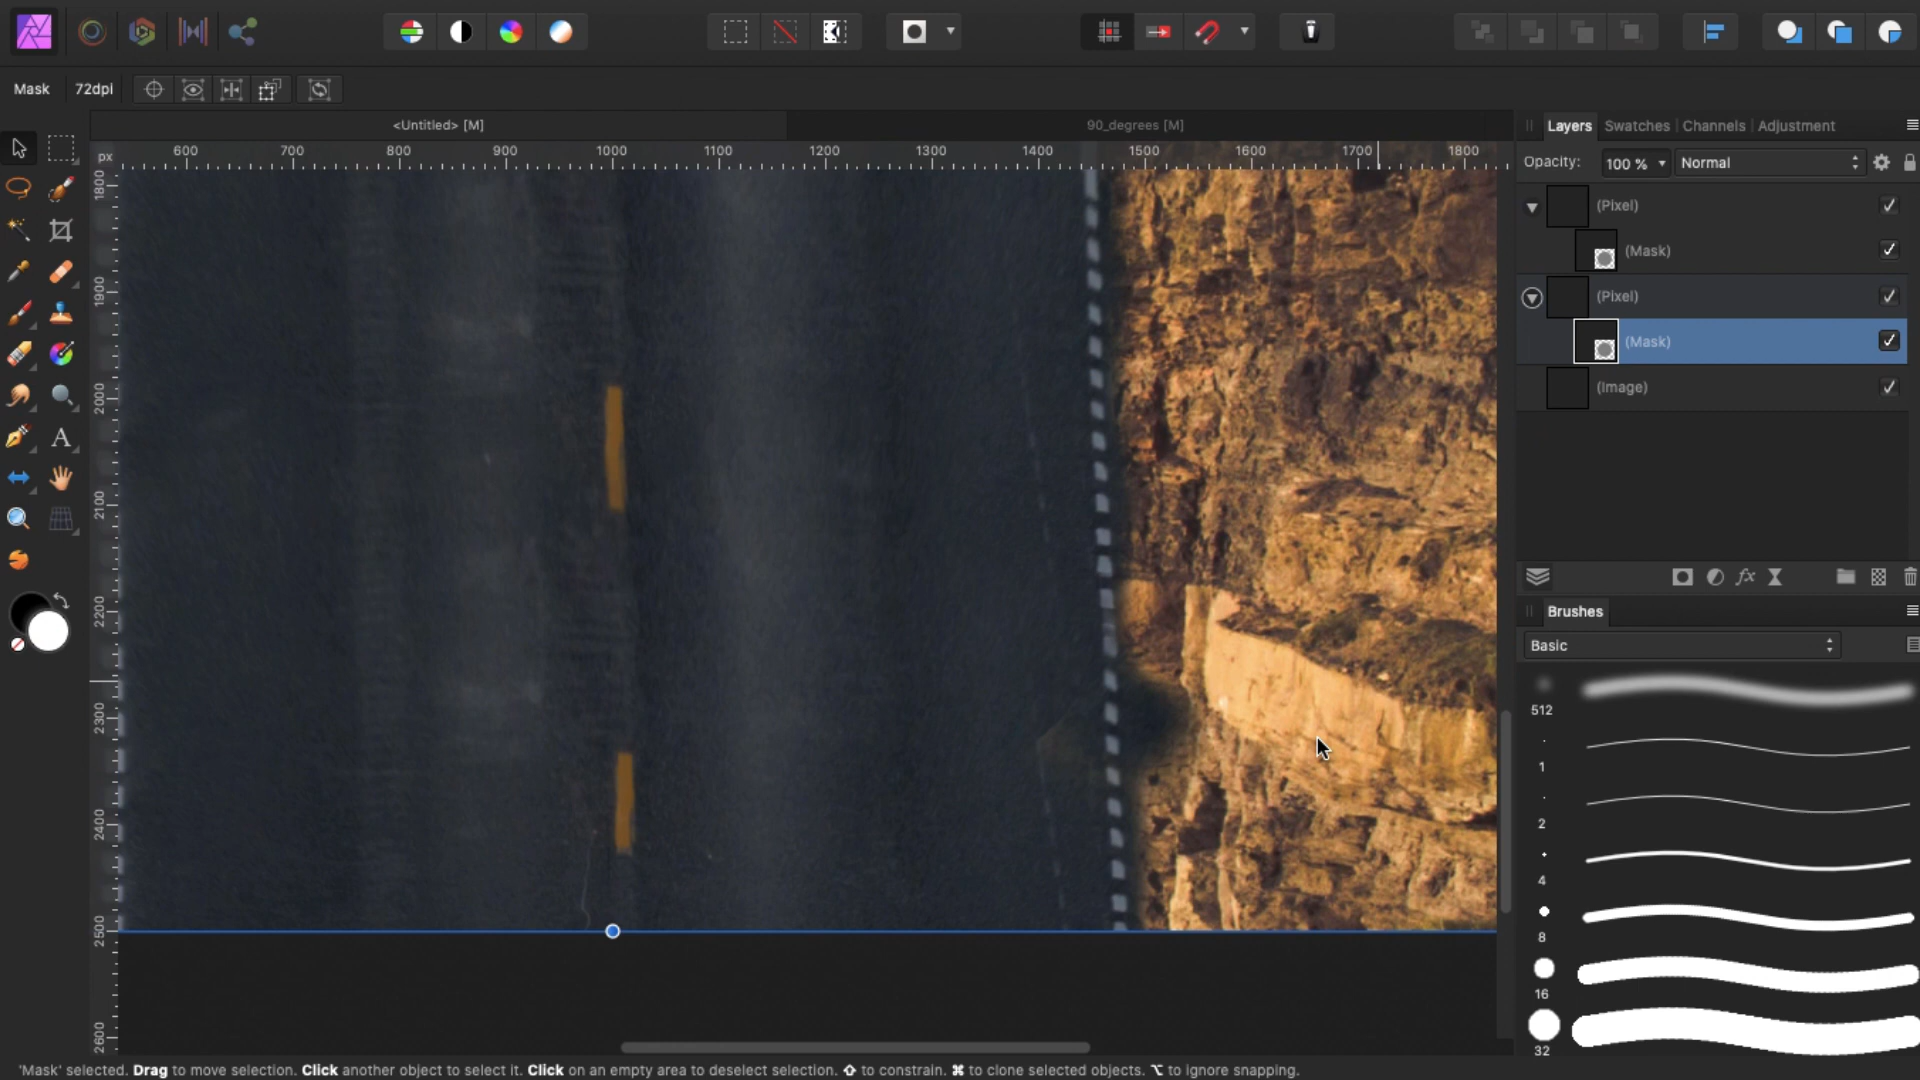 Mask 72dpi
<Untitled> [M] 90_degrees [M]
px 600 700 800 900 1000 1100 1200 1300 1400 1500 1600 1700 1800
1800
1900
2000
2100
2200
2300
2400
2500
2600
A
Layers Swatches Channels Adjustment
Opacity: 100 % Normal
(Pixel)
(Mask)
(Pixel)
(Mask)
(Image)
fx
Brushes
Basic
512
1
2
4
8
16
32
'Mask' selected. Drag to move selection. Click another object to select it. Click on an empty area to deselect selection. ⇧ to constrain. ⌘ to clone selected objects. ⌥ to ignore snapping.